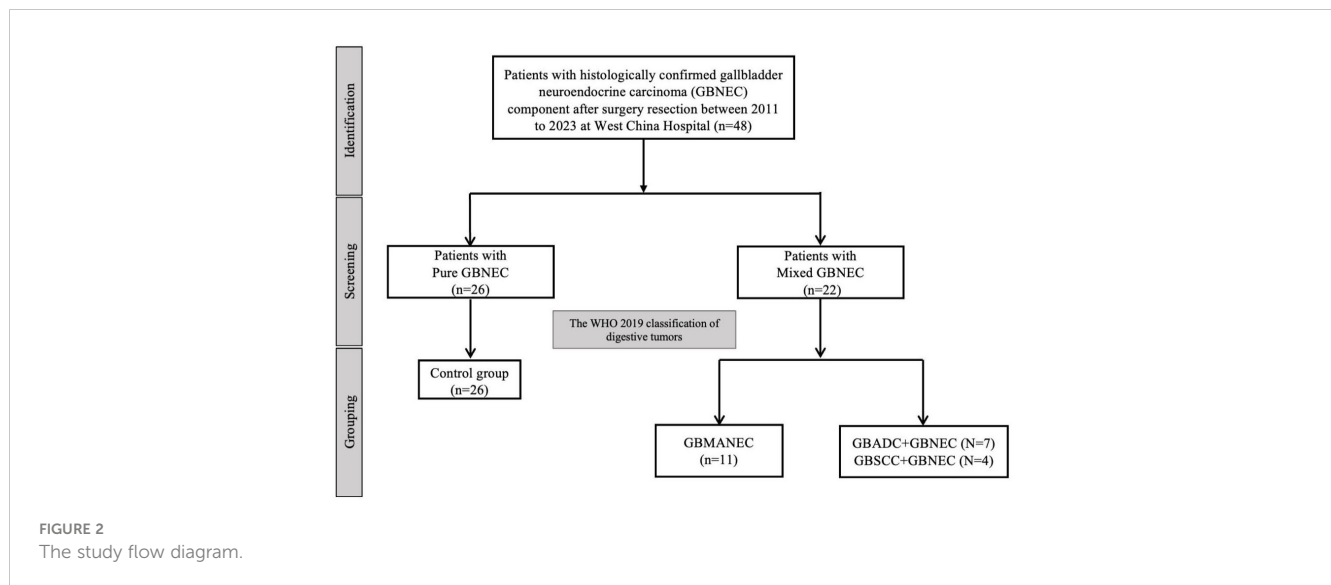 Identification
Patients with histologically confirmed gallbladder
neuroendocrine carcinoma (GBNEC)
component after surgery resection between 2011
to 2023 at West China Hospital (n=48)
Screening
Patients with
Pure GBNEC
(n=26)
Patients with
Mixed GBNEC
(n=22)
The WHO 2019 classification of
digestive tumors
Grouping
Control group
(n=26)
GBMANEC
(n=11)
GBADC+GBNEC (N=7)
GBSCC+GBNEC (N=4)
FIGURE 2
The study flow diagram.